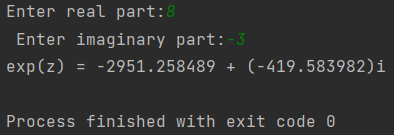 Enter real part:8
Enter imaginary part:-3
exp(z) = -2951.258489 + (-419.583982)i
Process finished with exit code 0